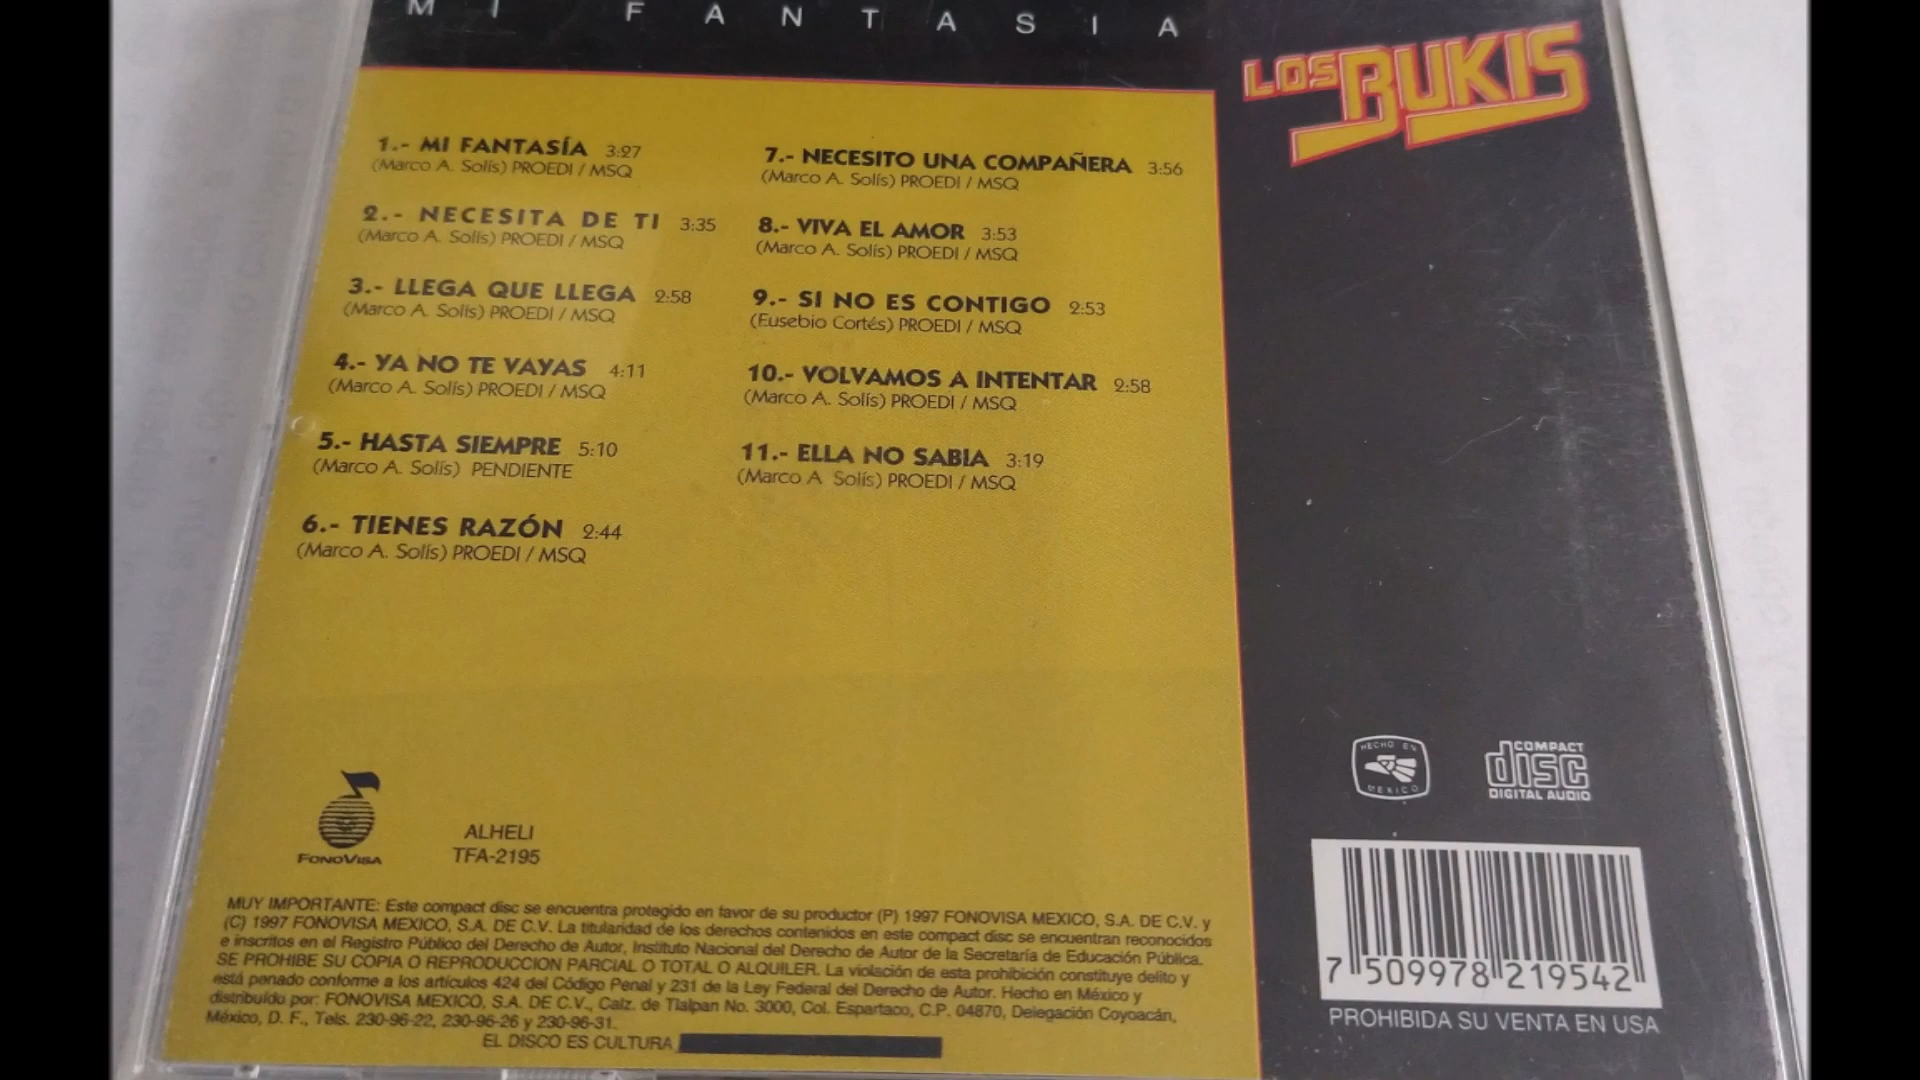 MI FANTASIA
LOS BUKIS
1.- MI FANTASÍA 3:27
(Marco A. Solís) PROEDI / MSQ
2.- NECESITA DE TI 3:35
(Marco A. Solís) PROEDI / MSQ
3.- LLEGA QUE LLEGA 2:58
(Marco A. Solís) PROEDI / MSQ
4.- YA NO TE VAYAS 4:11
(Marco A. Solís) PROEDI / MSQ
5.- HASTA SIEMPRE 5:10
(Marco A. Solís) PENDIENTE
6.- TIENES RAZÓN 2:44
(Marco A. Solís) PROEDI / MSQ
7.- NECESITO UNA COMPAÑERA 3:56
(Marco A. Solís) PROEDI / MSQ
8.- VIVA EL AMOR 3:53
(Marco A. Solís) PROEDI / MSQ
9.- SI NO ES CONTIGO 2:53
(Eusebio Cortés) PROEDI / MSQ
10.- VOLVAMOS A INTENTAR 2:58
(Marco A. Solís) PROEDI / MSQ
11.- ELLA NO SABIA 3:19
(Marco A Solís) PROEDI / MSQ
FONOVISA
ALHELI
TFA-2195
MUY IMPORTANTE: Este compact disc se encuentra protegido en favor de su productor (P) 1997 FONOVISA MEXICO, S.A. DE C.V. y
(C) 1997 FONOVISA MEXICO, S.A. DE C.V. La titularidad de los derechos contenidos en este compact disc se encuentran reconocidos
e inscritos en el Registro Público del Derecho de Autor, Instituto Nacional del Derecho de Autor de la Secretaría de Educación Pública.
SE PROHIBE SU COPIA O REPRODUCCION PARCIAL O TOTAL O ALQUILER. La violación de esta prohibición constituye delito y
está penado conforme a los artículos 424 del Código Penal y 231 de la Ley Federal del Derecho de Autor. Hecho en México y
distribuido por: FONOVISA MEXICO, S.A. DE C.V., Calz. de Tlalpan No. 3000, Col. Espartaco, C.P. 04870, Delegación Coyoacán,
México, D. F., Tels. 230-96-22, 230-96-26 y 230-96-31.
EL DISCO ES CULTURA
HECHO EN
MEXICO
COMPACT
disc
DIGITAL AUDIO
7 509978 219542
PROHIBIDA SU VENTA EN USA